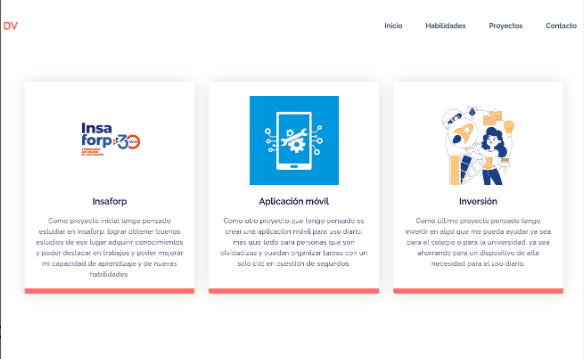 DV
Inicio Habilidades Proyectos Contacto
Insa
forp 30
Insaforp
Como proyecto inicial tengo pensado
estudiar en insaforp, lograr obtener buenos
estudios de ese lugar adquirir conocimientos
y poder destacar en trabajos y poder mejorar
mi capacidad de aprendizaje y de nuevas
habilidades.
Aplicación móvil
Como otro proyecto que tengo pensado es
crear una aplicación móvil para uso diario,
más que todo para personas que son
olvidadizas y puedan organizar tareas con un
solo clic en cuestión de segundos.
Inversión
Como último proyecto pensado tengo
invertir en algo que me pueda ayudar ya sea
para el colegio o para la universidad, ya sea
ahorrando para un dispositivo de alta
necesidad para el uso diario.